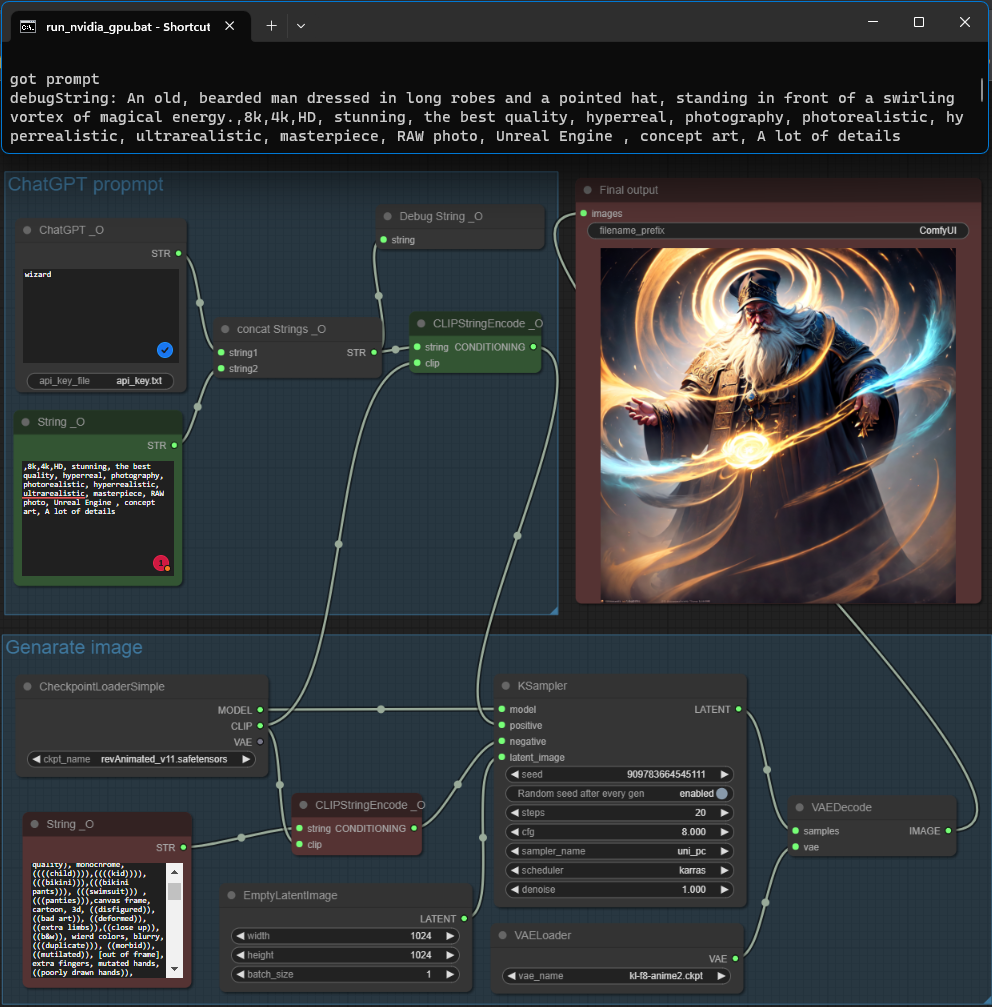 run_nvidia_gpu.bat - Shortcut
got prompt
debugString: An old, bearded man dressed in long robes and a pointed hat, standing in front of a swirling
vortex of magical energy.,8k,4k,HD, stunning, the best quality, hyperreal, photography, photorealistic, hy
perrealistic, ultrarealistic, masterpiece, RAW photo, Unreal Engine , concept art, A lot of details
ChatGPT propmpt
ChatGPT _O
STR
wizard
api_key_file api_key.txt
String _O
STR
,8k,4k,HD, stunning, the best
quality, hyperreal, photography,
photorealistic, hyperrealistic,
ultrarealistic, masterpiece, RAW
photo, Unreal Engine , concept
art, A lot of details
1
concat Strings _O
string1 STR
string2
Debug String _O
string
CLIPStringEncode _O
string CONDITIONING
clip
Final output
images
filename_prefix ComfyUI
Genarate image
CheckpointLoaderSimple
MODEL
CLIP
VAE
ckpt_name revAnimated_v11.safetensors
String _O
STR
quality), monochrome,
((((child)))),((((kid)))),
(((bikini))),(((bikini
pants))), (((swimsuit))) ,
(((panties))),canvas frame,
cartoon, 3d, ((disfigured)),
((bad art)), ((deformed)),
((extra limbs)),((close up)),
((b&w)), wierd colors, blurry,
(((duplicate))), ((morbid)),
((mutilated)), [out of frame],
extra fingers, mutated hands,
((poorly drawn hands)),
CLIPStringEncode _O
string CONDITIONING
clip
EmptyLatentImage
LATENT
width 1024
height 1024
batch_size 1
KSampler
model LATENT
positive
negative
latent_image
seed 909783664545111
Random seed after every gen enabled
steps 20
cfg 8.000
sampler_name uni_pc
scheduler karras
denoise 1.000
VAELoader
VAE
vae_name kl-f8-anime2.ckpt
VAEDecode
samples IMAGE
vae